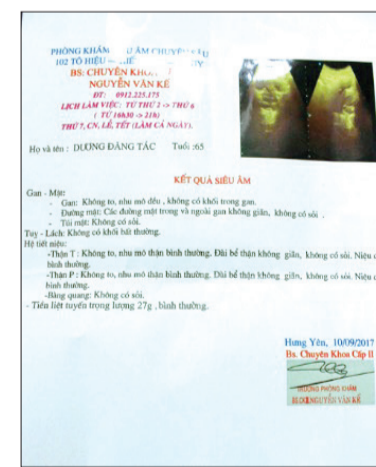 PHÒNG KHÁM ÂM
102 TÔ HIỆU –
BS: CHUYÊN KHOA
NGUYỄN VĂN KẾ
ĐT: 0912.225.175
LỊCH LÀM VIỆC: TỪ THỨ 2 -> THỨ 6
( TỪ 16h30 -> 21h)
THỨ 7, CN, LỄ, TẾT (LÀM CẢ NGÀY).
Họ và tên : DƯƠNG ĐĂNG TÁC Tuổi :65
KẾT QUẢ SIÊU ÂM
Gan - Mật:
- Gan: Không to, nhu mô đều , không có khối trong gan.
- Đường mật: Các đường mật trong và ngoài gan không giãn, không có sỏi .
- Túi mật: Không có sỏi.
Tụy - Lách: Không có khối bất thường.
Hệ tiết niệu:
-Thận T : Không to, nhu mô thận bình thường. Đài bể thận không giãn, không có sỏi. Niệu
bình thường.
-Thận P : Không to, nhu mô thận bình thường. Đài bể thận không giãn, không có sỏi. Niệu
bình thường.
-Bàng quang: Không có sỏi.
- Tiền liệt tuyến trọng lượng 27g , bình thường.
Hưng Yên, 10/09/2017
Bs. Chuyên Khoa Cấp II
TRƯỞNG PHÒNG KHÁM
NGUYỄN VĂN KẾ